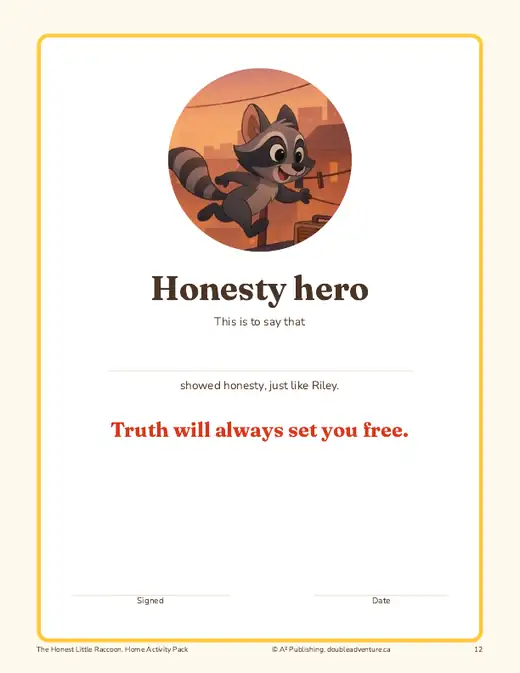 Honesty hero
This is to say that
showed honesty, just like Riley.
Truth will always set you free.
Signed
Date
The Honest Little Raccoon. Home Activity Pack
© A² Publishing. doubleadventure.ca
12